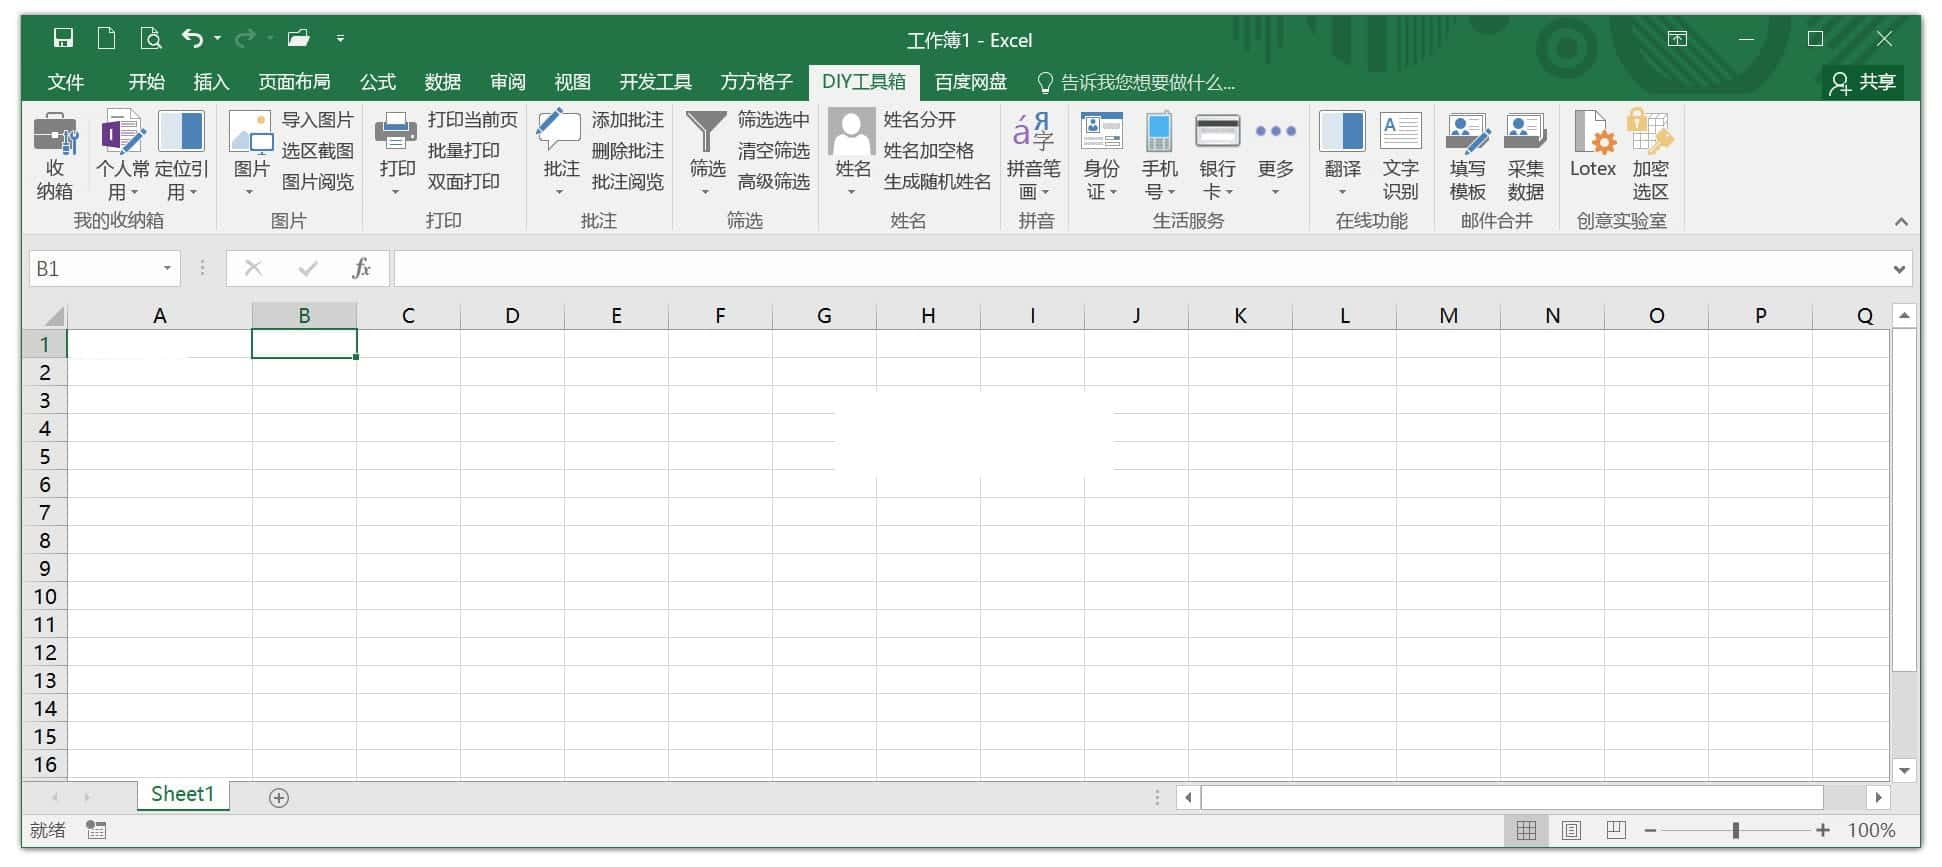 工作簿1 - Excel
文件 开始 插入 页面布局 公式 数据 审阅 视图 开发工具 方方格子 DIY工具箱 百度网盘 告诉我您想要做什么... 共享
收
纳箱
个人常
用
定位引
用
我的收纳箱
图片
导入图片
选区截图
图片阅览
图片
打印
打印当前页
批量打印
双面打印
打印
批注
添加批注
删除批注
批注阅览
批注
筛选
筛选选中
清空筛选
高级筛选
筛选
姓名
姓名分开
姓名加空格
生成随机姓名
姓名
拼音笔
画
拼音
身份
证
手机
号
银行
卡
更多
生活服务
翻译
文字
识别
在线功能
填写
模板
采集
数据
邮件合并
Lotex
加密
选区
创意实验室
B1
fx
A B C D E F G H I J K L M N O P Q
1
2
3
4
5
6
7
8
9
10
11
12
13
14
15
16
Sheet1
就绪
100%